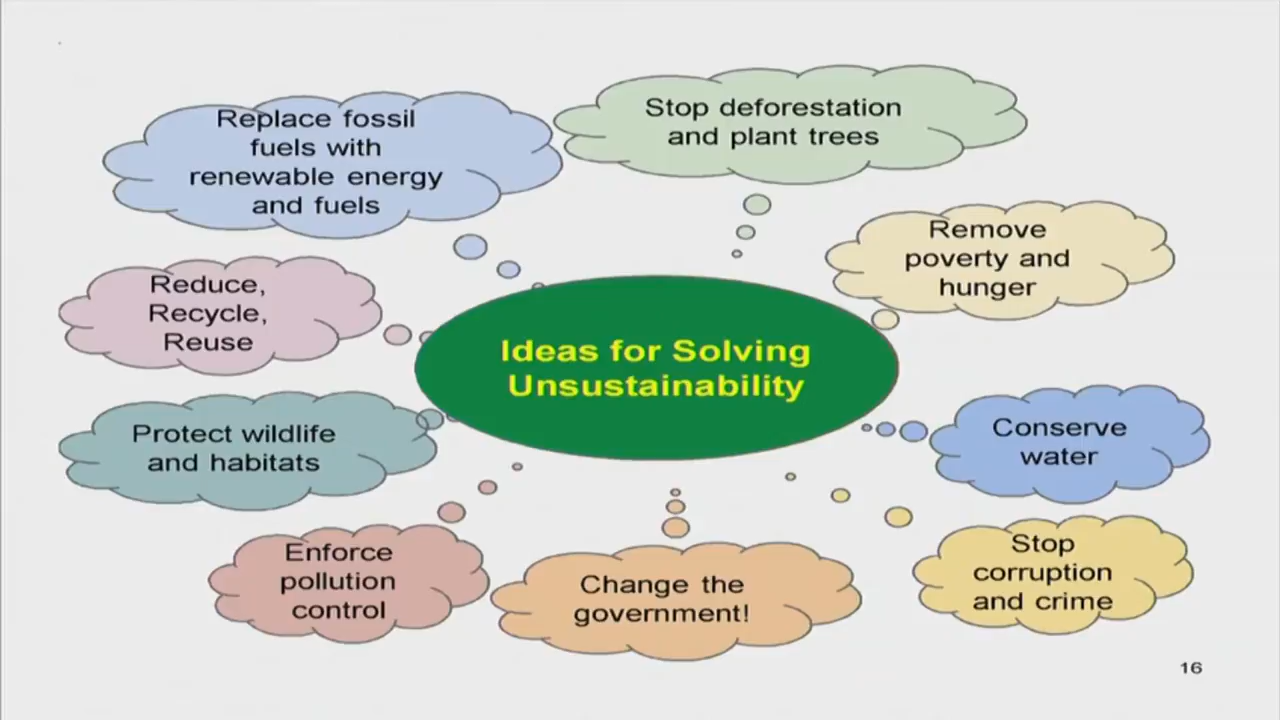 Replace fossil
fuels with
renewable energy
and fuels
Stop deforestation
and plant trees
Remove
poverty and
hunger
Reduce,
Recycle,
Reuse
Ideas for Solving
Unsustainability
Protect wildlife
and habitats
Conserve
water
Enforce
pollution
control
Change the
government!
Stop
corruption
and crime
16